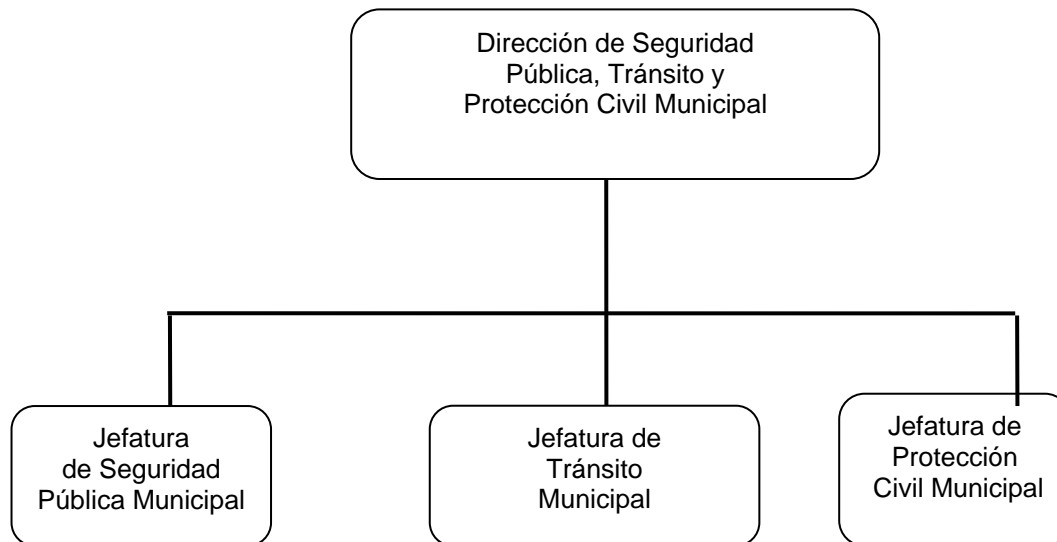 Dirección de Seguridad
Pública, Tránsito y
Protección Civil Municipal
Jefatura
de Seguridad
Pública Municipal
Jefatura de
Tránsito
Municipal
Jefatura de
Protección
Civil Municipal